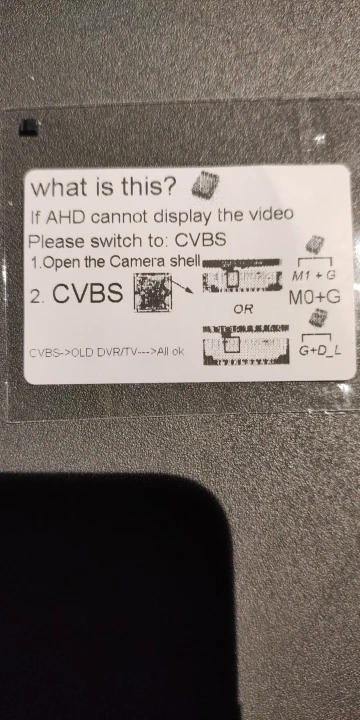 what is this?
If AHD cannot display the video
Please switch to: CVBS
1.Open the Camera shell
M1 + G
2. CVBS
M0+G
OR
G+D_L
CVBS->OLD DVR/TV--->All ok